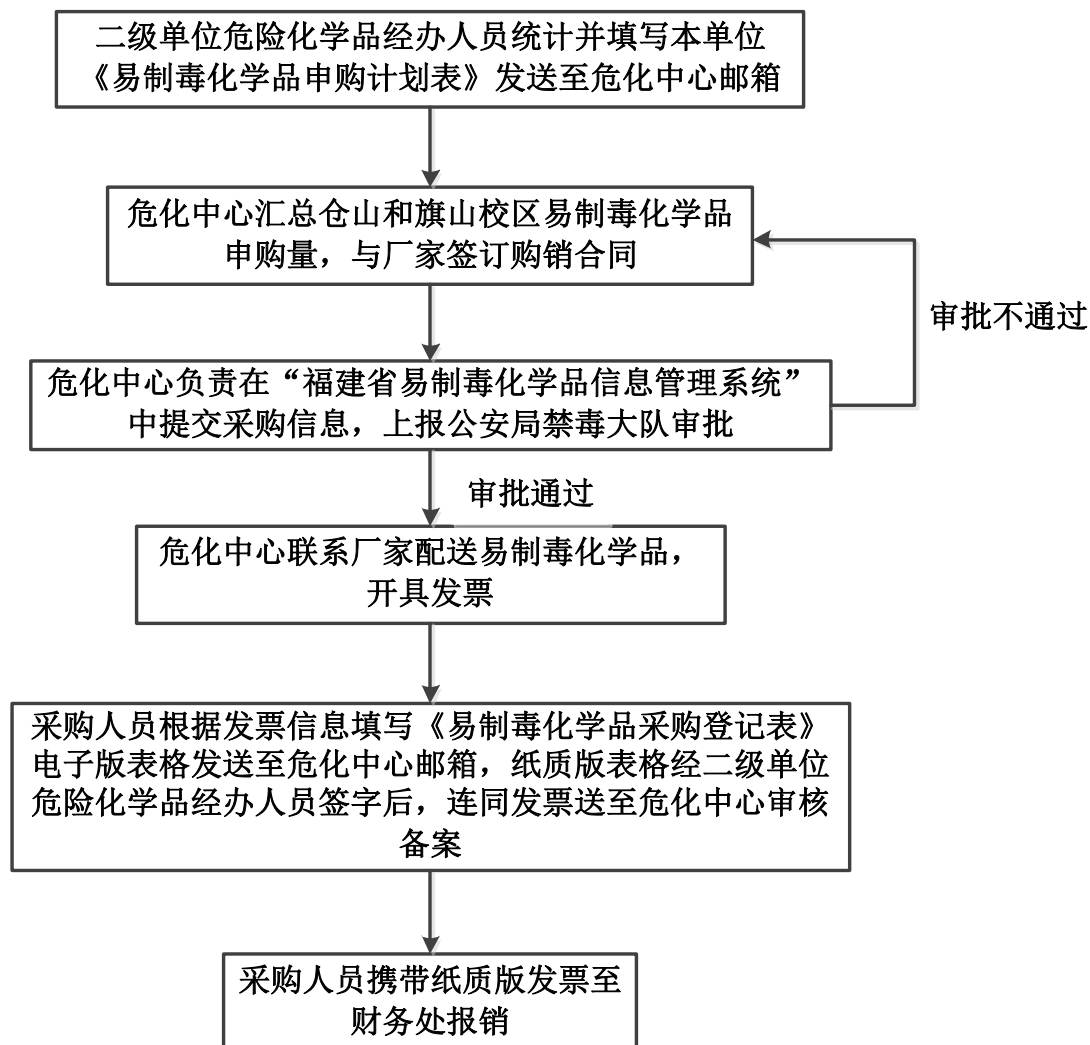 二级单位危险化学品经办人员统计并填写本单位
《易制毒化学品申购计划表》发送至危化中心邮箱
危化中心汇总仓山和旗山校区易制毒化学品
申购量，与厂家签订购销合同
审批不通过
危化中心负责在“福建省易制毒化学品信息管理系统”
中提交采购信息，上报公安局禁毒大队审批
审批通过
危化中心联系厂家配送易制毒化学品，
开具发票
采购人员根据发票信息填写《易制毒化学品采购登记表》
电子版表格发送至危化中心邮箱，纸质版表格经二级单位
危险化学品经办人员签字后，连同发票送至危化中心审核
备案
采购人员携带纸质版发票至
财务处报销